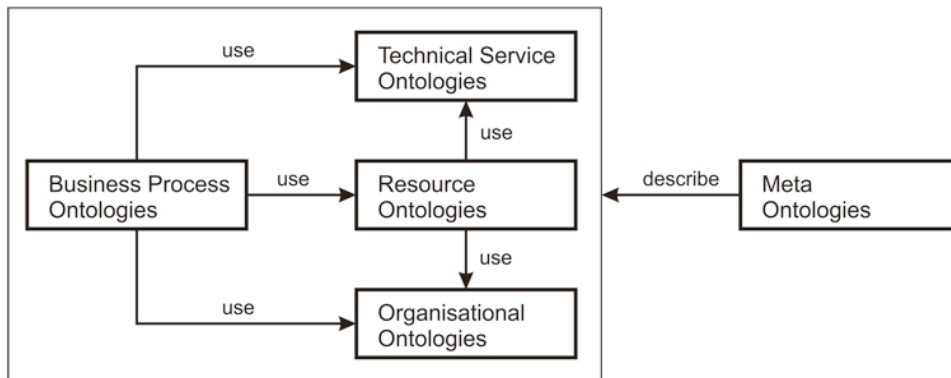 use
Technical Service
Ontologies
use
Business Process
Ontologies
use
Resource
Ontologies
describe
Meta
Ontologies
use
use
Organisational
Ontologies